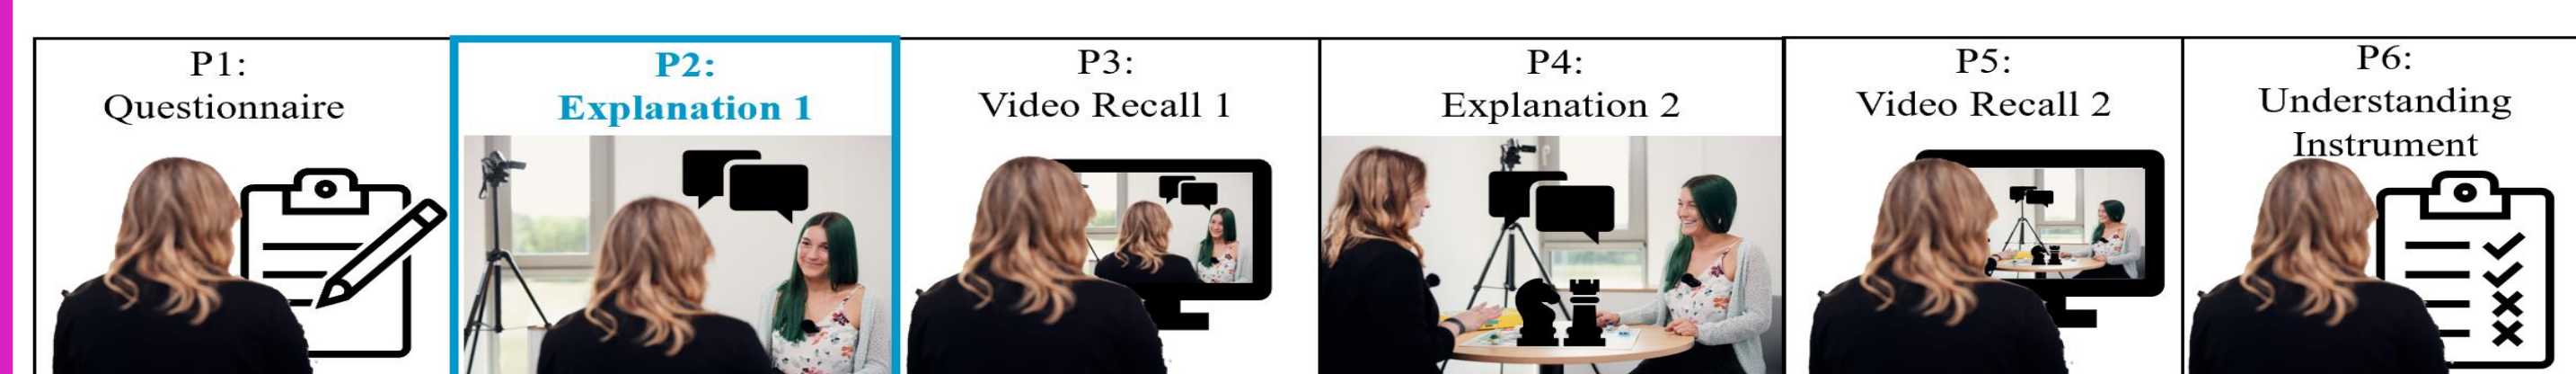 P1:
Questionnaire
P2:
Explanation 1
P3:
Video Recall 1
P4:
Explanation 2
P5:
Video Recall 2
P6:
Understanding
Instrument